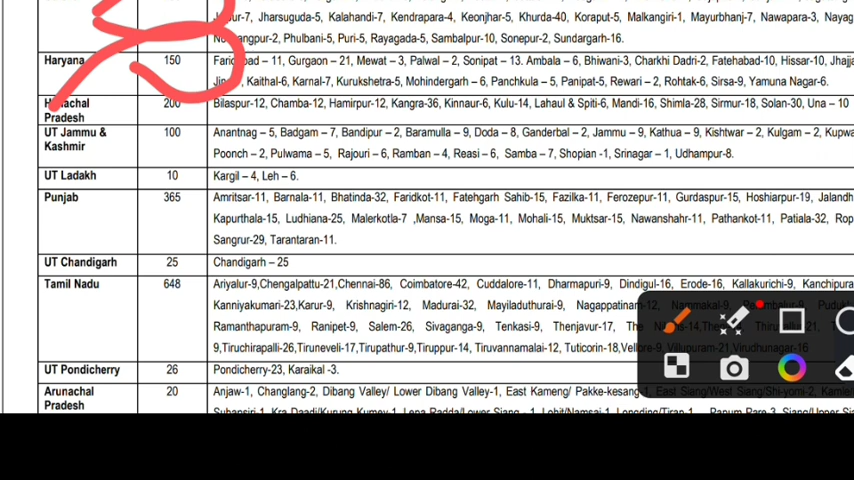 Jharsuguda-5, Kalahandi-7, Kendrapara-4, Keonjhar-5, Khurda-40, Koraput-5, Malkangiri-1, Mayurbhanj-7, Nawapara-3,
Phulbani-5, Puri-5, Rayagada-5, Sambalpur-10, Sonepur-2, Sundargarh-16.
Haryana 150 Faridabad – 11, Gurgaon – 21, Mewat – 3, Palwal – 2, Sonipat – 13. Ambala – 6, Bhiwani-3, Charkhi Dadri-2, Fatehabad-10, Hissar-10,
Kaithal-6, Karnal-7, Kurukshetra-5, Mohindergarh – 6, Panchkula – 5, Panipat-5, Rewari – 2, Rohtak-6, Sirsa-9, Yamuna Nagar-6.
Himachal Pradesh 200 Bilaspur-12, Chamba-12, Hamirpur-12, Kangra-36, Kinnaur-6, Kulu-14, Lahaul & Spiti-6, Mandi-16, Shimla-28, Sirmur-18, Solan-30, Una – 10
UT Jammu & Kashmir 100 Anantnag – 5, Badgam – 7, Bandipur – 2, Baramulla – 9, Doda – 8, Ganderbal – 2, Jammu – 9, Kathua – 9, Kishtwar – 2, Kulgam – 2,
Poonch – 2, Pulwama – 5, Rajouri – 6, Ramban – 4, Reasi – 6, Samba – 7, Shopian -1, Srinagar – 1, Udhampur-8.
UT Ladakh 10 Kargil – 4, Leh – 6.
Punjab 365 Amritsar-11, Barnala-11, Bhatinda-32, Faridkot-11, Fatehgarh Sahib-15, Fazilka-11, Ferozepur-11, Gurdaspur-15, Hoshiarpur-19,
Kapurthala-15, Ludhiana-25, Malerkotla-7 ,Mansa-15, Moga-11, Mohali-15, Muktsar-15, Nawanshahr-11, Pathankot-11, Patiala-32,
Sangrur-29, Tarantaran-11.
UT Chandigarh 25 Chandigarh – 25
Tamil Nadu 648 Ariyalur-9,Chengalpattu-21,Chennai-86, Coimbatore-42, Cuddalore-11, Dharmapuri-9, Dindigul-16, Erode-16, Kallakurichi-9,
Kanniyakumari-23,Karur-9, Krishnagiri-12, Madurai-32, Mayiladuthurai-9, Nagappatinam-12,
Ramanthapuram-9, Ranipet-9, Salem-26, Sivaganga-9, Tenkasi-9, Thenjavur-17,
9,Tiruchirapalli-26,Tiruneveli-17,Tirupathur-9,Tiruppur-14, Tiruvannamalai-12, Tuticorin-18,Vellore-9, Villupuram-21
UT Pondicherry 26 Pondicherry-23, Karaikal -3.
Arunachal Pradesh 20 Anjaw-1, Changlang-2, Dibang Valley/ Lower Dibang Valley-1, East Kameng/ Pakke-kesang-1, East Siang/West Siang/Shi-yomi-2,